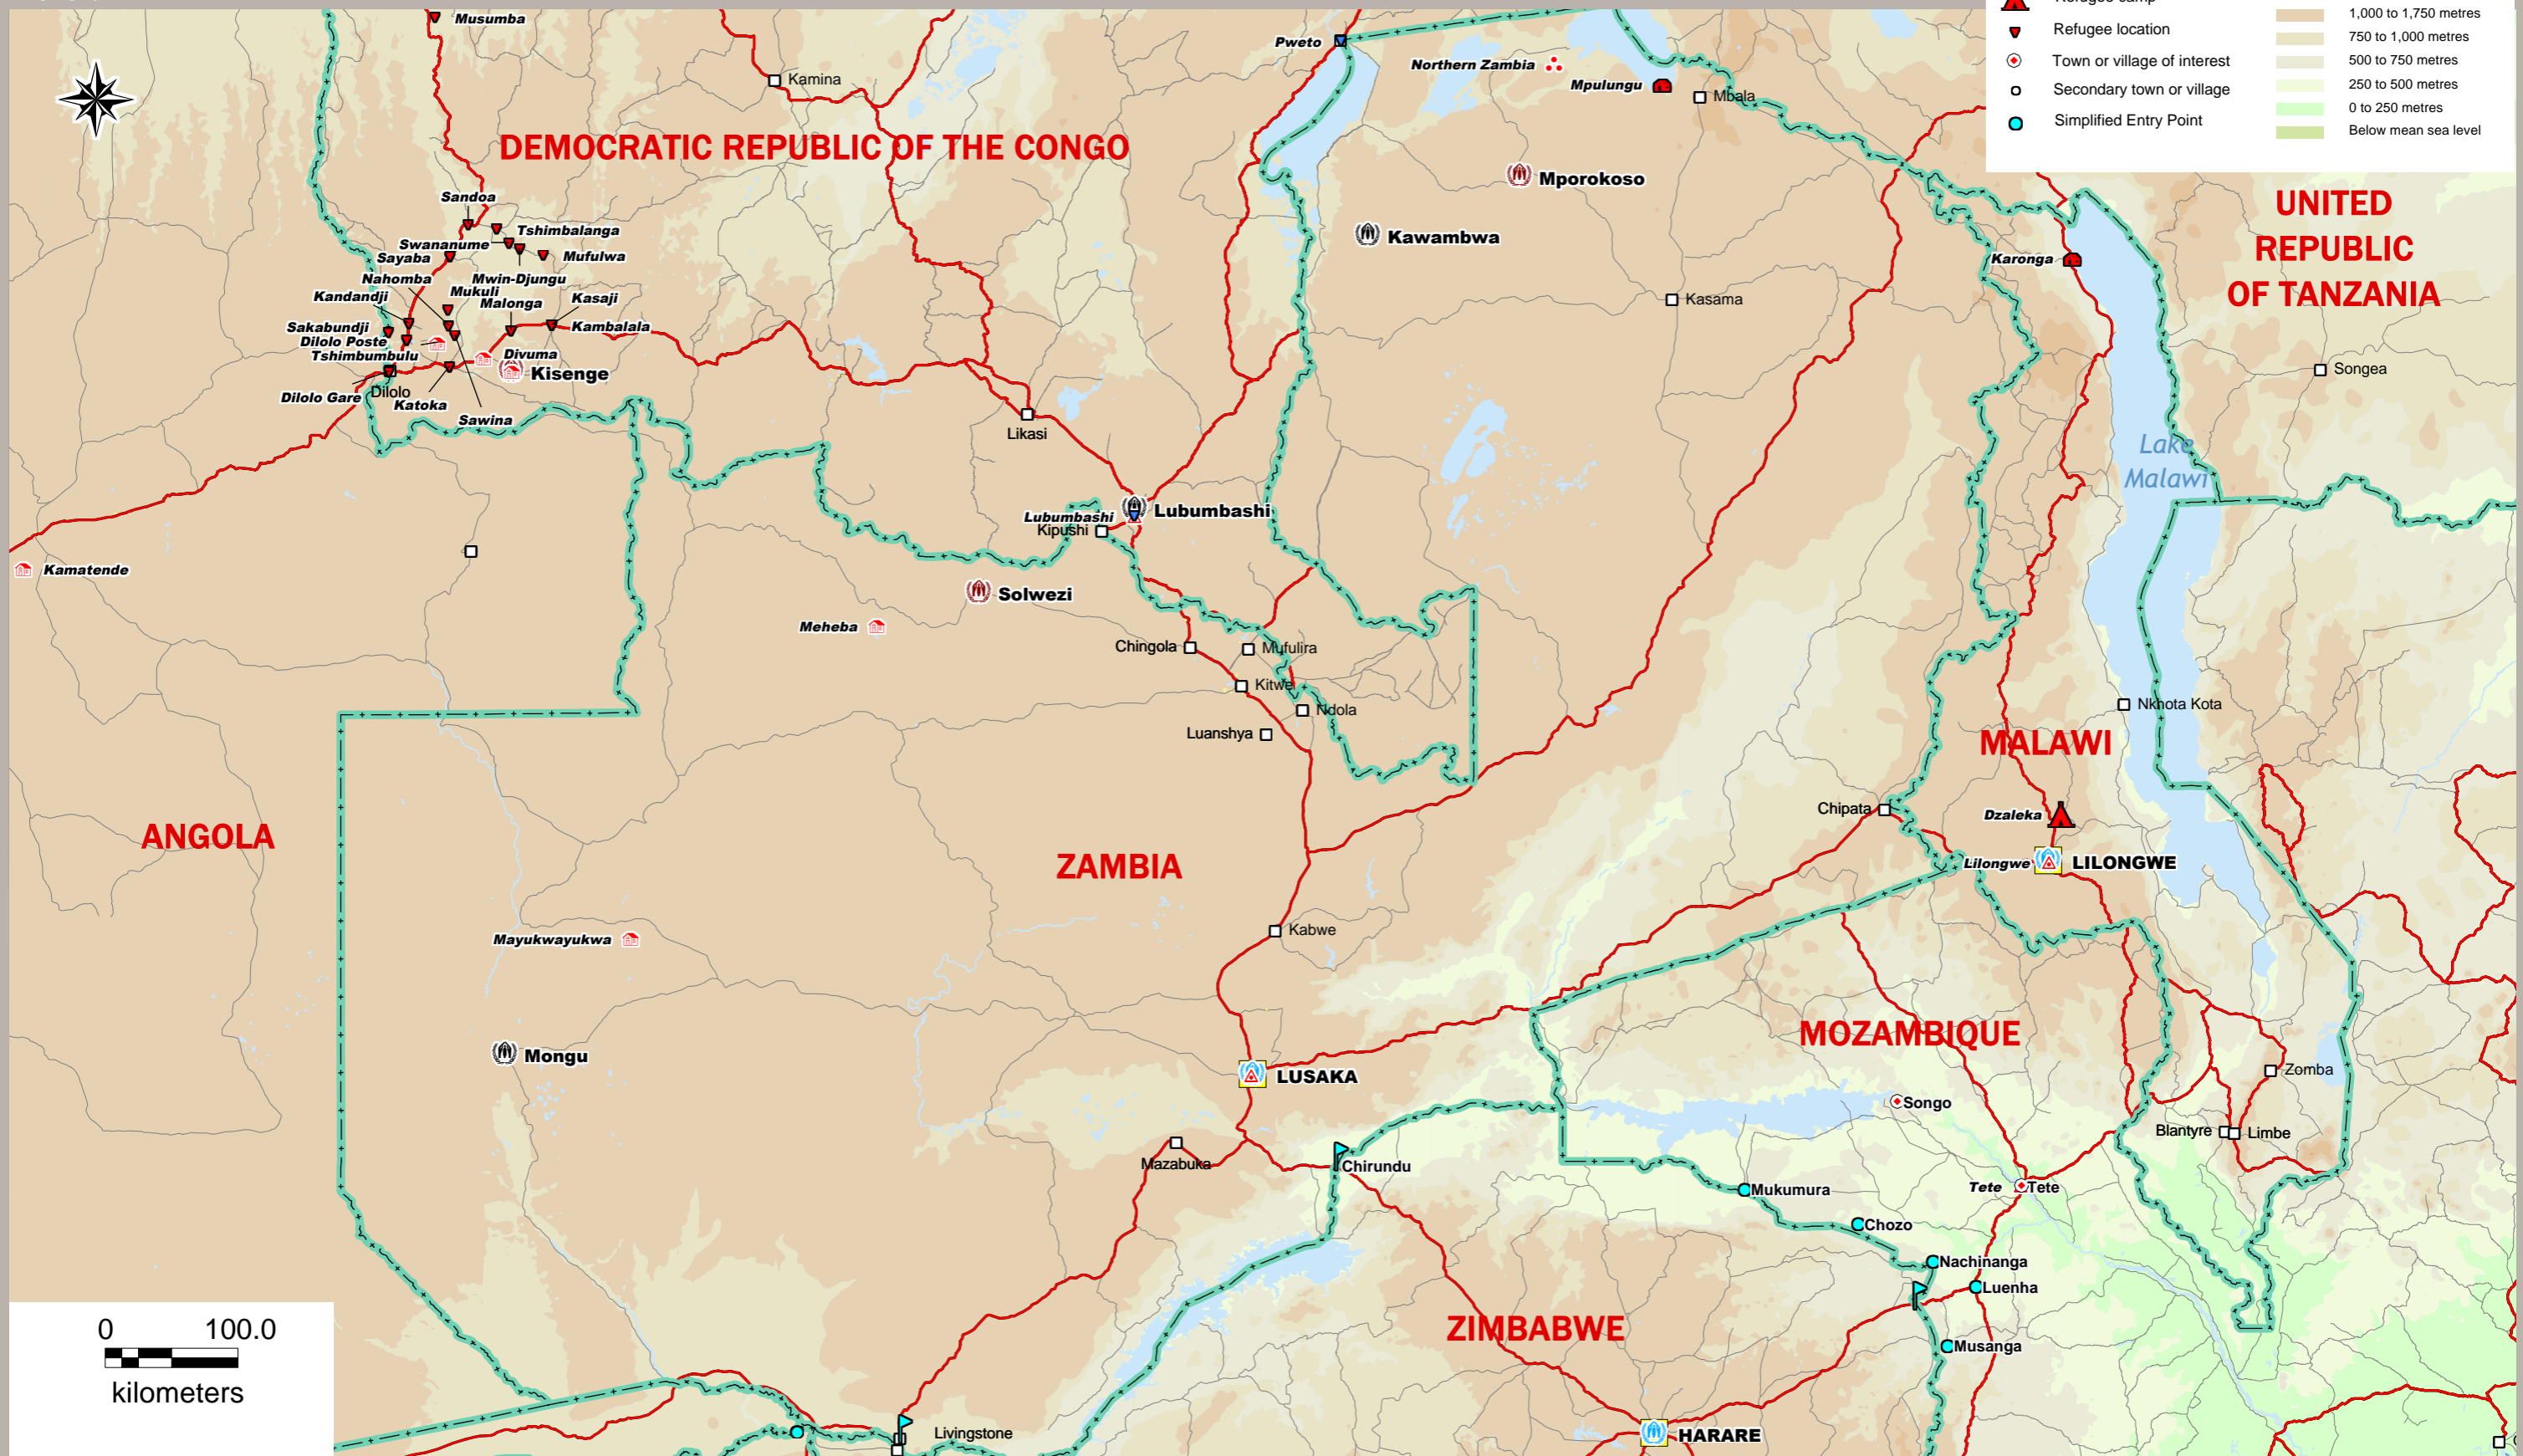 Musumba
Kamina
Pweto
Northern Zambia
Mpulungu
Mbala
Refugee camp
Refugee location
Town or village of interest
Secondary town or village
Simplified Entry Point
1,000 to 1,750 metres
750 to 1,000 metres
500 to 750 metres
250 to 500 metres
0 to 250 metres
Below mean sea level
DEMOCRATIC REPUBLIC OF THE CONGO
Mporokoso
Kawambwa
UNITED
REPUBLIC
OF TANZANIA
Sandoa
Tshimbalanga
Swananume
Sayaba
Mufulwa
Nahomba
Mwin-Djungu
Mukuli
Kandandji
Malonga
Kasaji
Sakabundji
Kambalala
Dilolo Poste
Tshimbumbulu
Divuma
Kisenge
Dilolo Gare
Dilolo
Katoka
Sawina
Karonga
Kasama
Songea
Likasi
Lake
Malawi
Lubumbashi
Lubumbashi
Kipushi
Kamatende
Solwezi
Meheba
Chingola
Mufulira
Kitwe
Ndola
Luanshya
Nkhota Kota
MALAWI
Chipata
Dzaleka
Lilongwe
LILONGWE
ANGOLA
ZAMBIA
Mayukwayukwa
Kabwe
Mongu
LUSAKA
MOZAMBIQUE
Zomba
Songo
Blantyre
Limbe
Mazabuka
Chirundu
Mukumura
Tete
Tete
Chozo
Nachinanga
Luenha
Musanga
ZIMBABWE
0 100.0
kilometers
Livingstone
HARARE